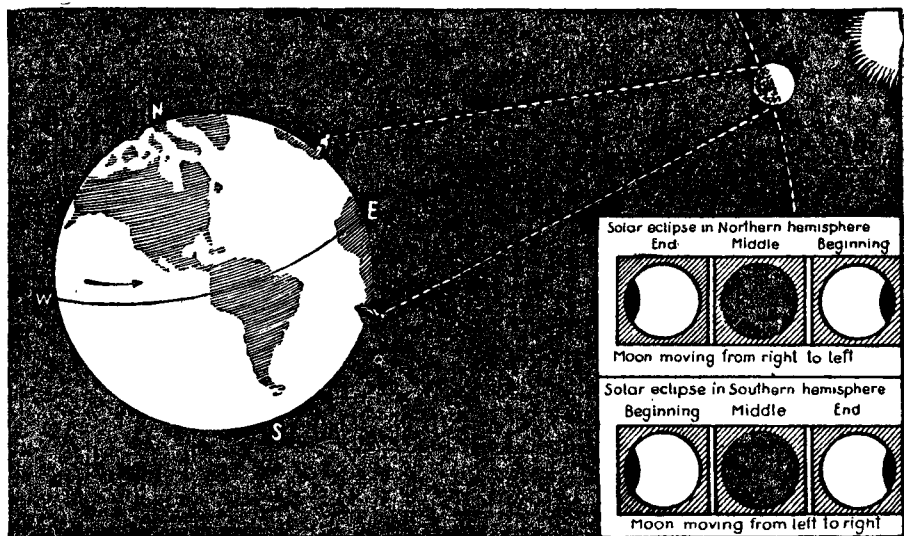 N
E
W
S
Solar eclipse in Northern hemisphere
End Middle Beginning
Moon moving from right to left
Solar eclipse in Southern hemisphere
Beginning Middle End
Moon moving from left to right